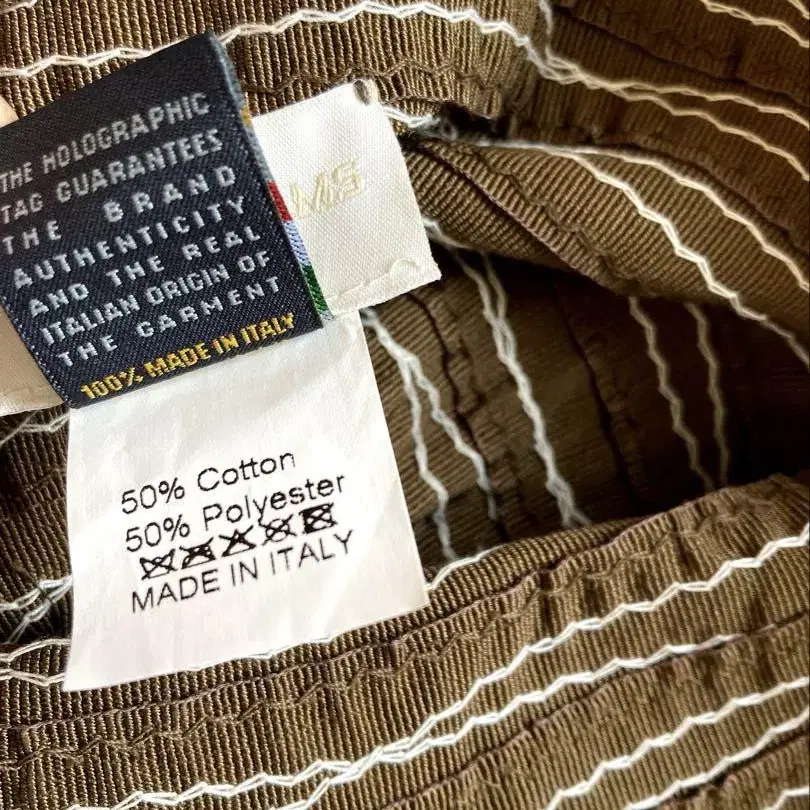 THE HOLOGRAPHIC
TAG GUARANTEES
THE BRAND
AUTHENTICITY
AND THE REAL
ITALIAN ORIGIN OF
THE GARMENT
100% MADE IN ITALY
50% Cotton
50% Polyester
MADE IN ITALY